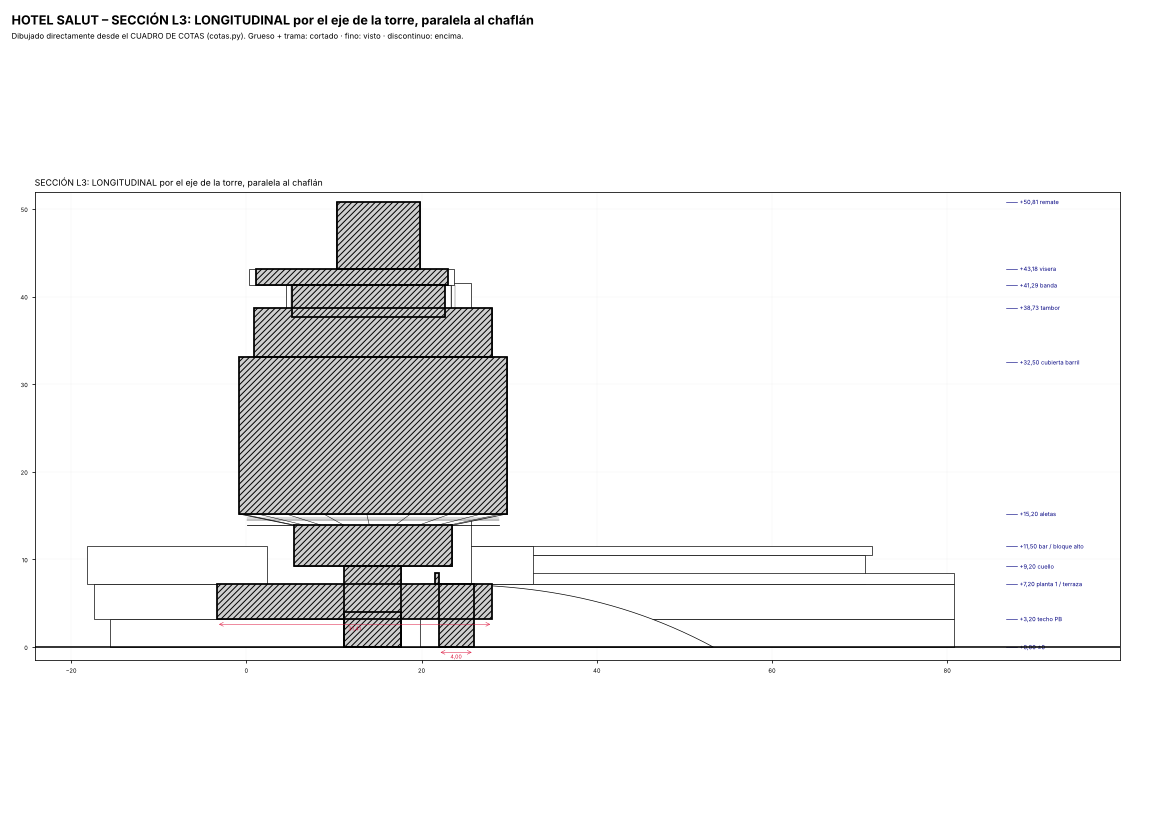 HOTEL SALUT – SECCIÓN L3: LONGITUDINAL por el eje de la torre, paralela al chaflán
Dibujado directamente desde el CUADRO DE COTAS (cotas.py). Grueso + trama: cortado · fino: visto · discontinuo: encima.
SECCIÓN L3: LONGITUDINAL por el eje de la torre, paralela al chaflán
50
40
30
20
10
0
+50,81 remate
+43,18 visera
+41,29 banda
+38,73 tambor
+32,50 cubierta barril
+15,20 aletas
+11,50 bar / bloque alto
+9,20 cuello
+7,20 planta 1 / terraza
+3,20 techo PB
4,00
−20
0
20
40
60
80